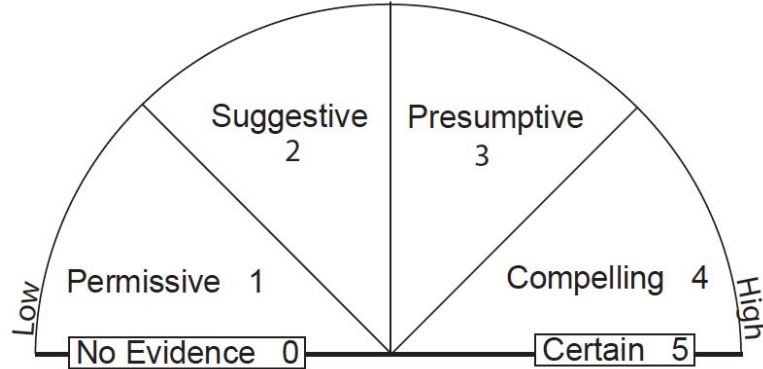 Suggestive
2
Presumptive
3
Permissive 1
Compelling 4
Low
High
No Evidence 0
Certain 5